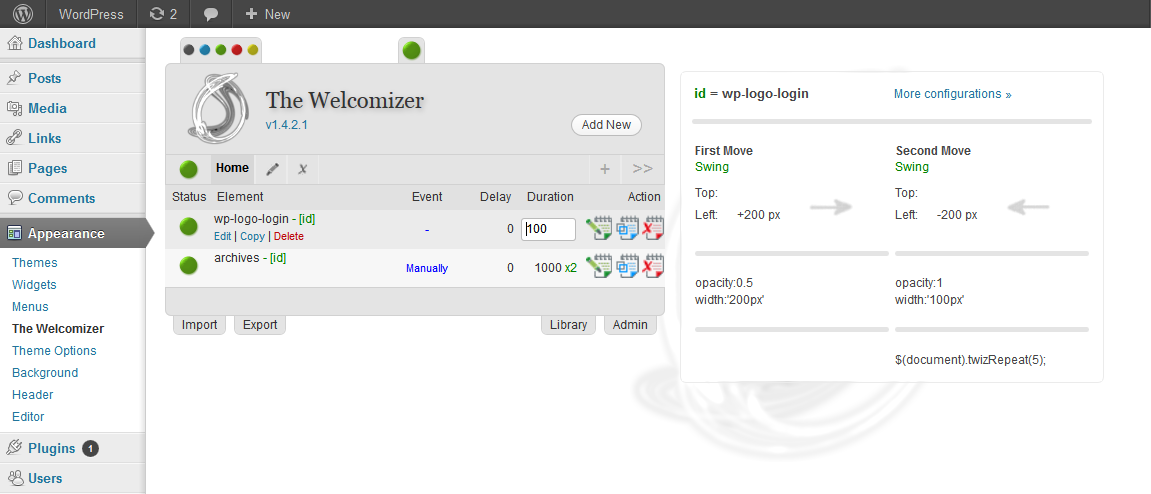 WordPress 2 New
Dashboard
Posts
Media
Links
Pages
Comments
Appearance
Themes
Widgets
Menus
The Welcomizer
Theme Options
Background
Header
Editor
Plugins 1
Users
The Welcomizer
v1.4.2.1
Add New
Home x + >>
Status Element Event Delay Duration Action
wp-logo-login - [id] - 0 100
Edit | Copy | Delete
archives - [id] Manually 0 1000 x2
Import Export Library Admin
id = wp-logo-login More configurations »
First Move Second Move
Swing Swing
Top: Top:
Left: +200 px Left: -200 px
opacity:0.5 opacity:1
width:'200px' width:'100px'
$(document).twizRepeat(5);